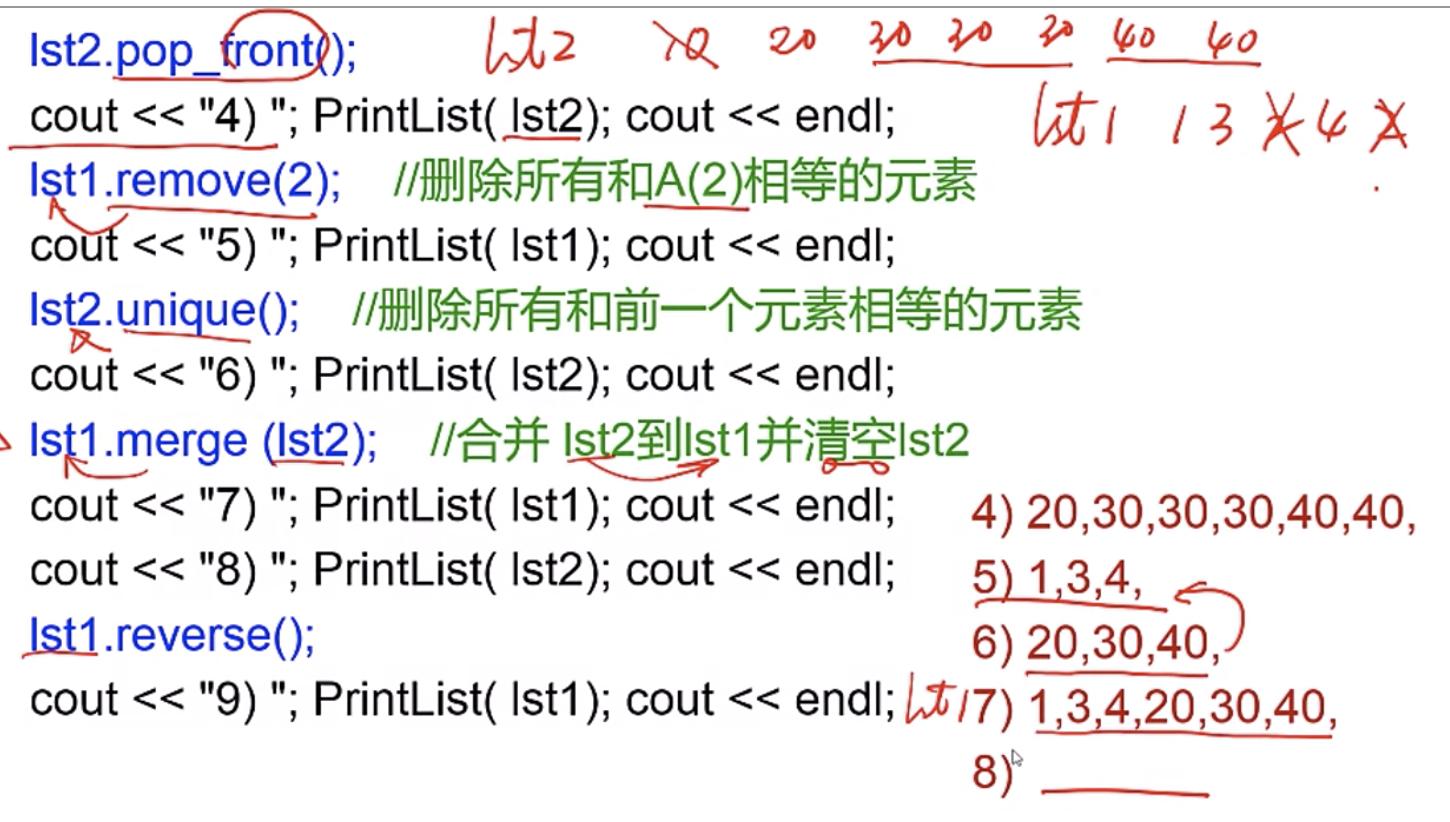 lst2.pop_front(); lst2 10 20 30 30 30 40 40
cout << "4) "; PrintList( lst2); cout << endl; lst1 1 3 2 4 2
lst1.remove(2); //删除所有和A(2)相等的元素
cout << "5) "; PrintList( lst1); cout << endl;
lst2.unique(); //删除所有和前一个元素相等的元素
cout << "6) "; PrintList( lst2); cout << endl;
lst1.merge (lst2); //合并 lst2到lst1并清空lst2
cout << "7) "; PrintList( lst1); cout << endl;
cout << "8) "; PrintList( lst2); cout << endl;
lst1.reverse();
cout << "9) "; PrintList( lst1); cout << endl;
4) 20,30,30,30,40,40,
5) 1,3,4,
6) 20,30,40,
lst1 7) 1,3,4,20,30,40,
8)